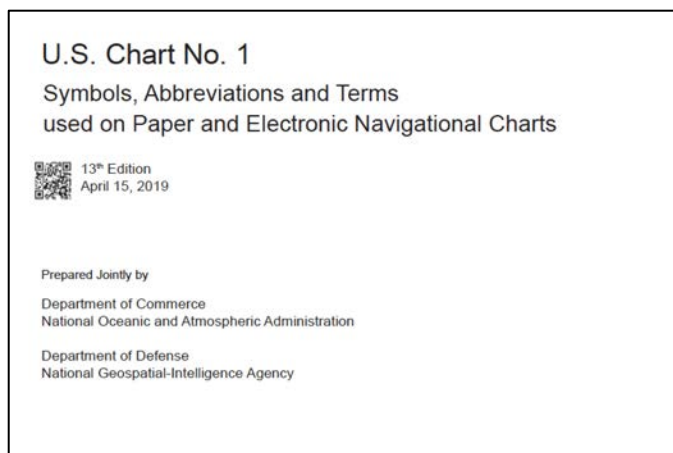 U.S. Chart No. 1
Symbols, Abbreviations and Terms
used on Paper and Electronic Navigational Charts
13th Edition
April 15, 2019
Prepared Jointly by
Department of Commerce
National Oceanic and Atmospheric Administration
Department of Defense
National Geospatial-Intelligence Agency